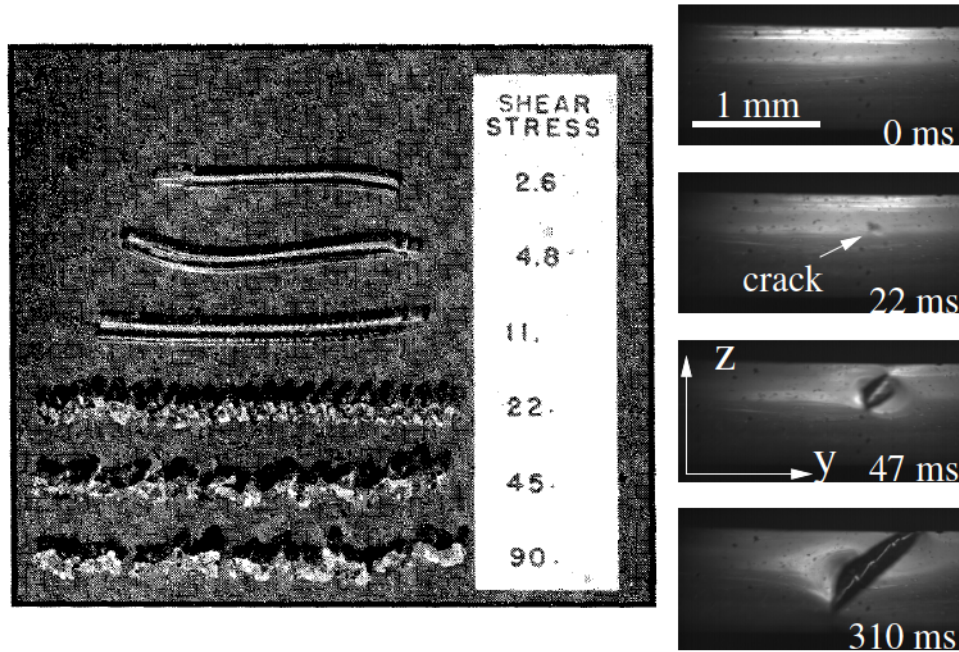 SHEAR
STRESS
2.6
4.8
11.
22.
45.
90.
1 mm
0 ms
crack
22 ms
z
y
47 ms
310 ms